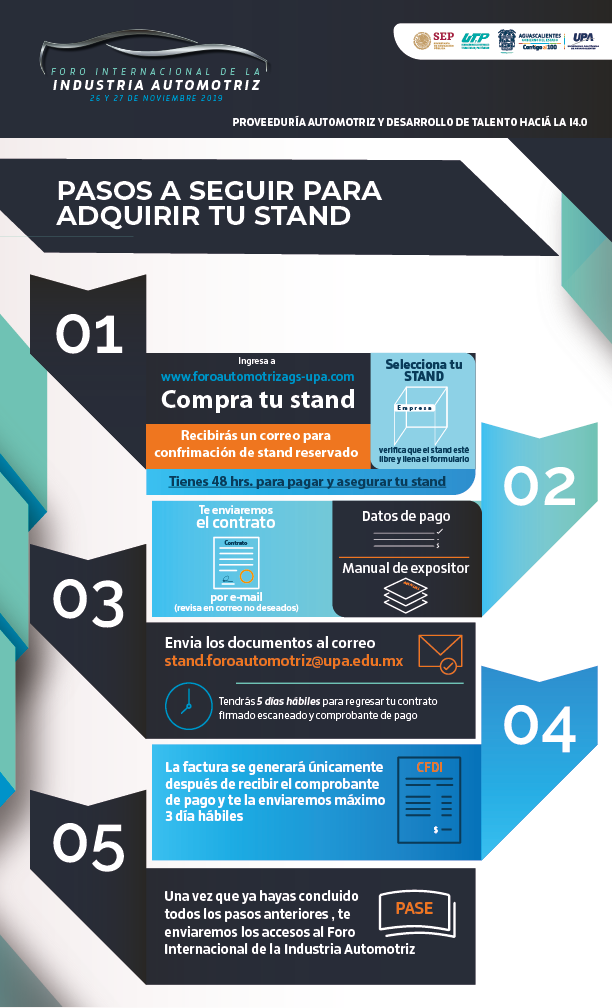 FORO INTERNACIONAL DE LA
INDUSTRIA AUTOMOTRIZ
26 Y 27 DE NOVIEMBRE 2019
SEP
UTP
AGUASCALIENTES
Contigo al 100
UPA
PROVEEDURÍA AUTOMOTRIZ Y DESARROLLO DE TALENTO HACIÁ LA I4.0
PASOS A SEGUIR PARA
ADQUIRIR TU STAND
01
Ingresa a
www.foroautomotrizags-upa.com
Compra tu stand
Recibirás un correo para
confirmación de stand reservado
Selecciona tu
STAND
Empresa
verifica que el stand esté
libre y llena el formulario
Tienes 48 hrs. para pagar y asegurar tu stand
02
Te enviaremos
el contrato
Contrato
por e-mail
(revisa en correo no deseados)
Datos de pago
$
Manual de expositor
03
Envia los documentos al correo
stand.foroautomotriz@upa.edu.mx
Tendrás 5 días hábiles para regresar tu contrato
firmado escaneado y comprobante de pago
04
La factura se generará únicamente
después de recibir el comprobante
de pago y te la enviaremos máximo
3 día hábiles
CFDI
$
05
Una vez que ya hayas concluido
todos los pasos anteriores , te
enviaremos los accesos al Foro
Internacional de la Industria Automotriz
PASE